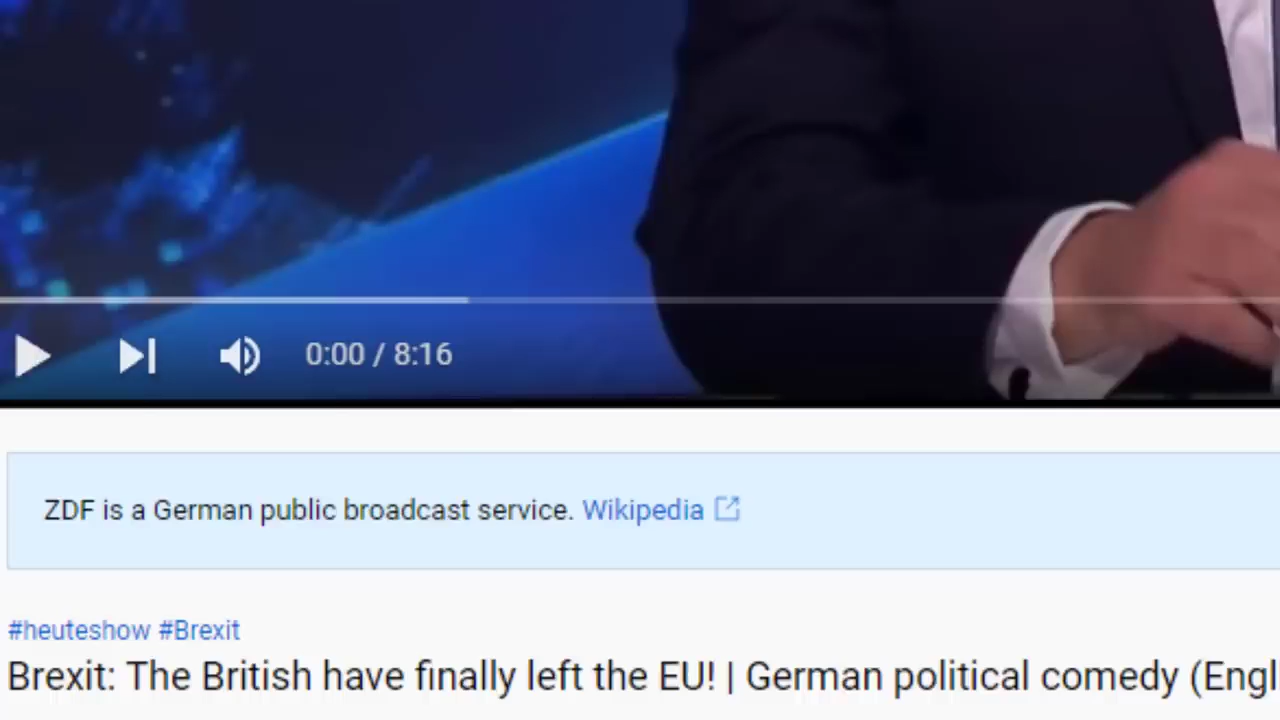 0:00 / 8:16
ZDF is a German public broadcast service. Wikipedia
#heuteshow #Brexit
Brexit: The British have finally left the EU! | German political comedy (Engl